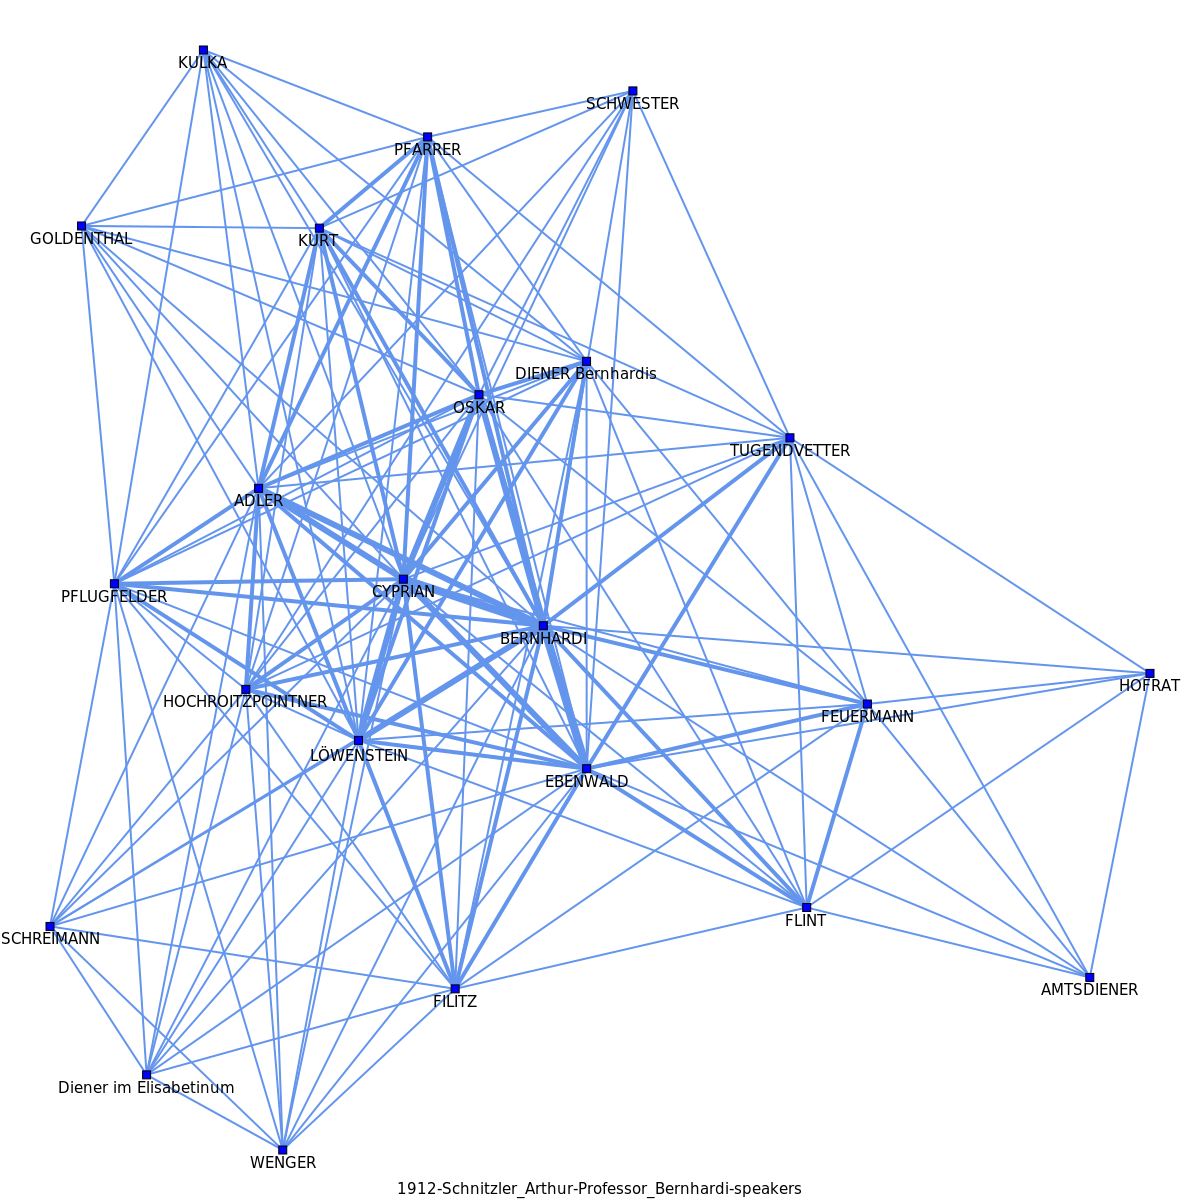 KULKA
SCHWESTER
PFARRER
GOLDENTHAL
KURT
DIENER Bernhardis
OSKAR
TUGENDVETTER
ADLER
CYPRIAN
PFLUGFELDER
BERNHARDI
HOFRAT
HOCHROITZPOINTNER
FEUERMANN
LÖWENSTEIN
EBENWALD
FLINT
SCHREIMANN
AMTSDIENER
FILITZ
Diener im Elisabetinum
WENGER
1912-Schnitzler_Arthur-Professor_Bernhardi-speakers